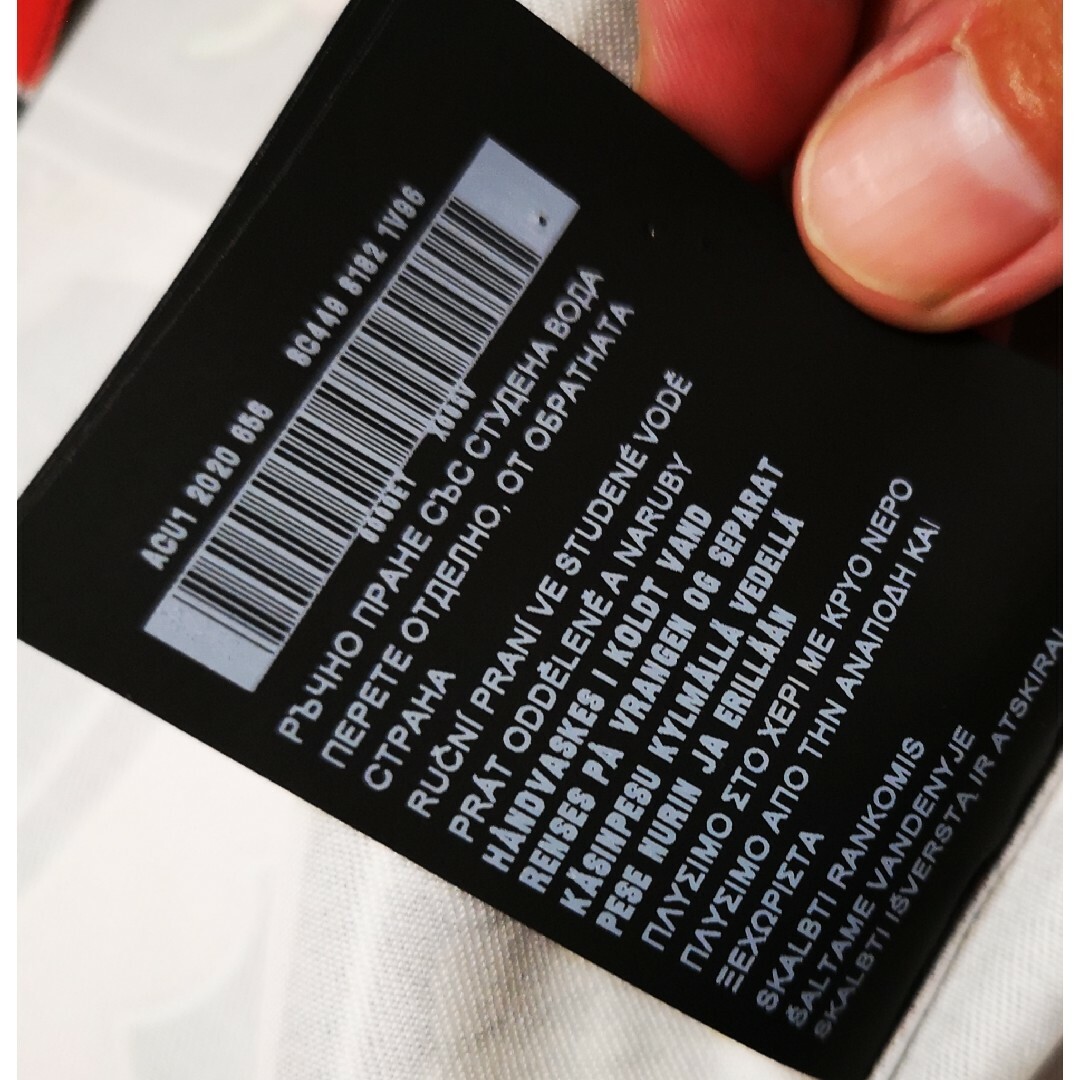 ACU1 2020 656 8C449 8192 1V96
РЪЧНО ПРАНЕ СЪС СТУДЕНА ВОДА
ПЕРЕТЕ ОТДЕЛНО, ОТ ОБРАТНАТА
СТРАНА
RUČNÍ PRANÍ VE STUDENÉ VODĚ
PRÁT ODDĚLENĚ A NARUBY
HÅNDVASKES I KOLDT VAND
RENSES PÅ VRANGEN OG SEPARAT
KÄSINPESU KYLMÄLLÄ VEDELLÄ
PESE NURIN JA ERILLÄÄN
ΠΛΥΣΙΜΟ ΣΤΟ ΧΕΡΙ ΜΕ ΚΡΥΟ ΝΕΡΟ
ΠΛΥΣΙΜΟ ΑΠΟ ΤΗΝ ΑΝΑΠΟΔΗ ΚΑΙ
ΞΕΧΩΡΙΣΤΑ
SKALBTI RANKOMIS
ŠALTAME VANDENYJE
SKALBTI IŠVERSTA IR ATSKIRAI